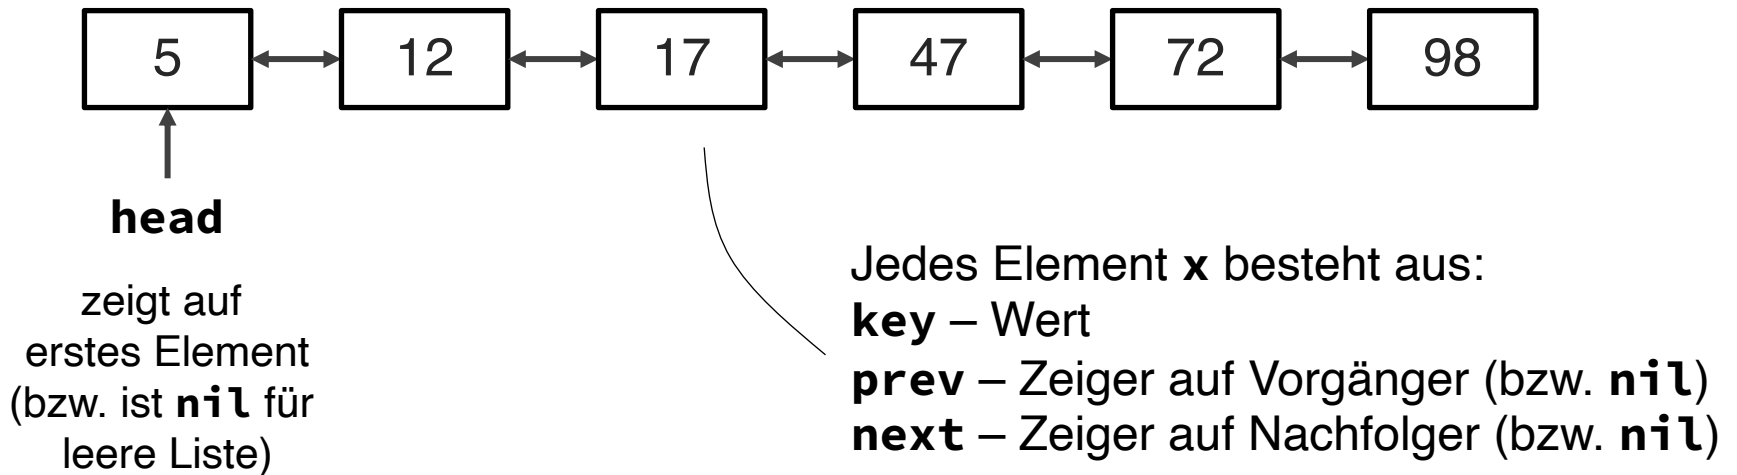 5 12 17 47 72 98
head
zeigt auf
erstes Element
(bzw. ist nil für
leere Liste)
Jedes Element x besteht aus:
key – Wert
prev – Zeiger auf Vorgänger (bzw. nil)
next – Zeiger auf Nachfolger (bzw. nil)